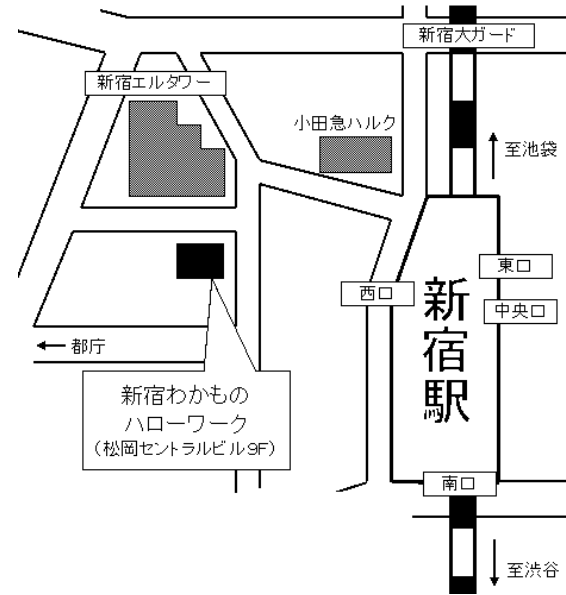 新宿大ガード
新宿エルタワー
小田急ハルク
至池袋
東口
西口
中央口
新宿駅
都庁
新宿わかもの
ハローワーク
(松岡セントラルビル9F)
南口
至渋谷